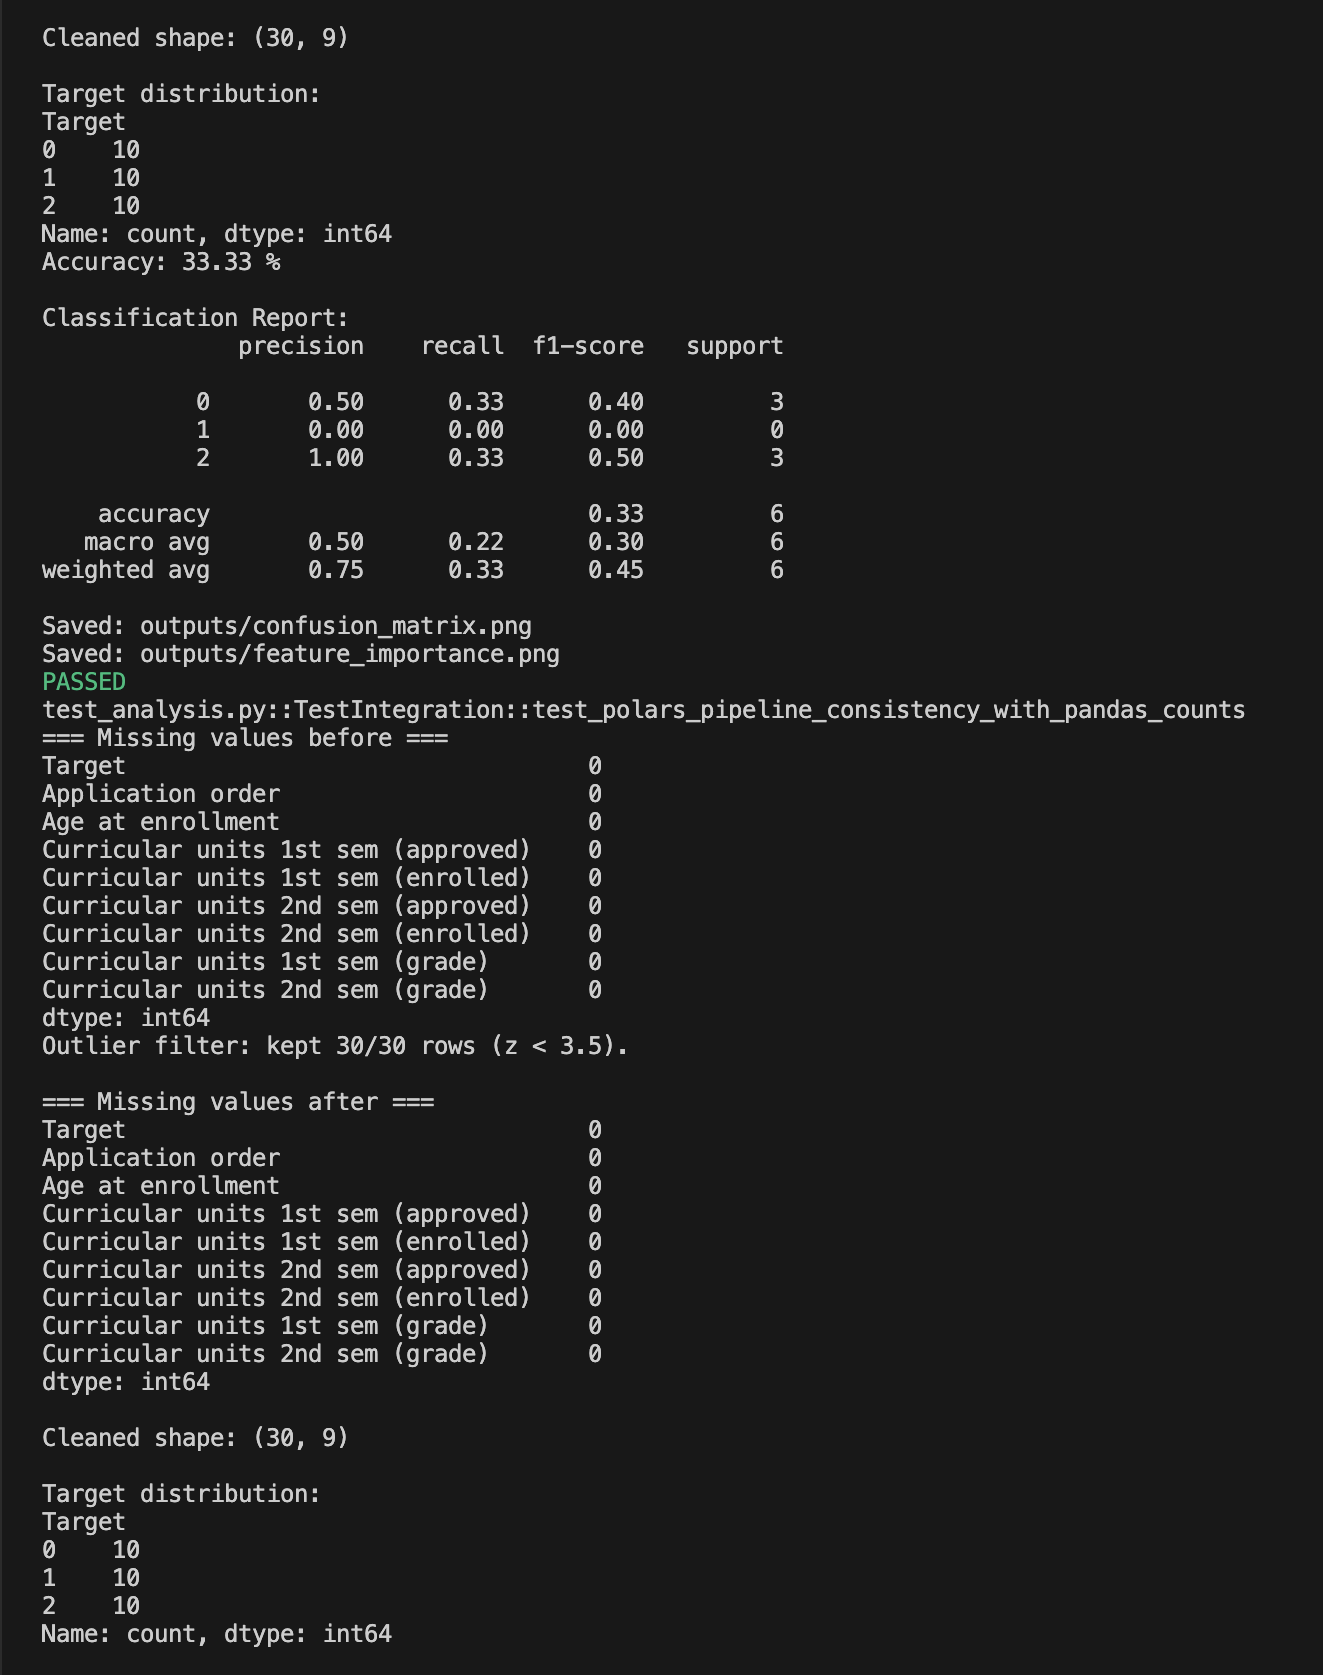 Cleaned shape: (30, 9)
Target distribution:
Target
0    10
1    10
2    10
Name: count, dtype: int64
Accuracy: 33.33 %
Classification Report:
              precision    recall  f1-score   support
           0       0.50      0.33      0.40         3
           1       0.00      0.00      0.00         0
           2       1.00      0.33      0.50         3
    accuracy                           0.33         6
   macro avg       0.50      0.22      0.30         6
weighted avg       0.75      0.33      0.45         6
Saved: outputs/confusion_matrix.png
Saved: outputs/feature_importance.png
PASSED
test_analysis.py::TestIntegration::test_polars_pipeline_consistency_with_pandas_counts
=== Missing values before ===
Target                                 0
Application order                      0
Age at enrollment                      0
Curricular units 1st sem (approved)    0
Curricular units 1st sem (enrolled)    0
Curricular units 2nd sem (approved)    0
Curricular units 2nd sem (enrolled)    0
Curricular units 1st sem (grade)       0
Curricular units 2nd sem (grade)       0
dtype: int64
Outlier filter: kept 30/30 rows (z < 3.5).
=== Missing values after ===
Target                                 0
Application order                      0
Age at enrollment                      0
Curricular units 1st sem (approved)    0
Curricular units 1st sem (enrolled)    0
Curricular units 2nd sem (approved)    0
Curricular units 2nd sem (enrolled)    0
Curricular units 1st sem (grade)       0
Curricular units 2nd sem (grade)       0
dtype: int64
Cleaned shape: (30, 9)
Target distribution:
Target
0    10
1    10
2    10
Name: count, dtype: int64